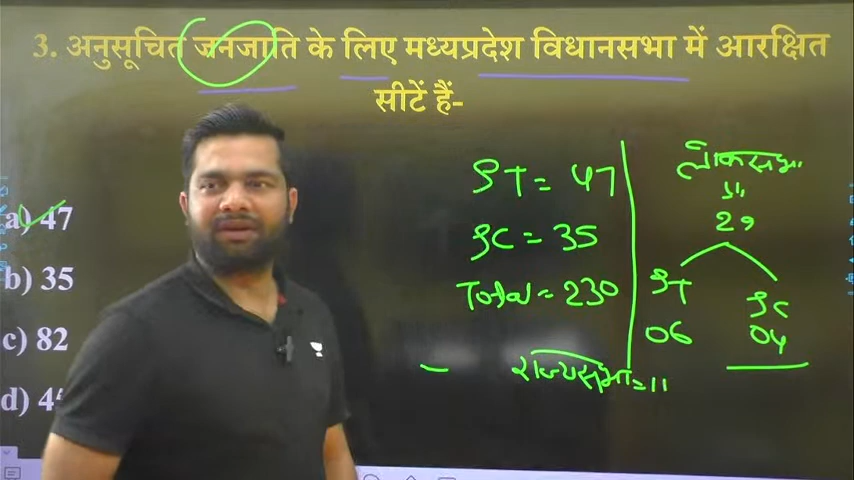 3. अनुसूचित जनजाति के लिए मध्यप्रदेश विधानसभा में आरक्षित
सीटें हैं-
a) 47
b) 35
c) 82
d) 4
ST = 47
SC = 35
Total = 230
राज्यसभा = 11
लोकसभा
29
ST
06
SC
04